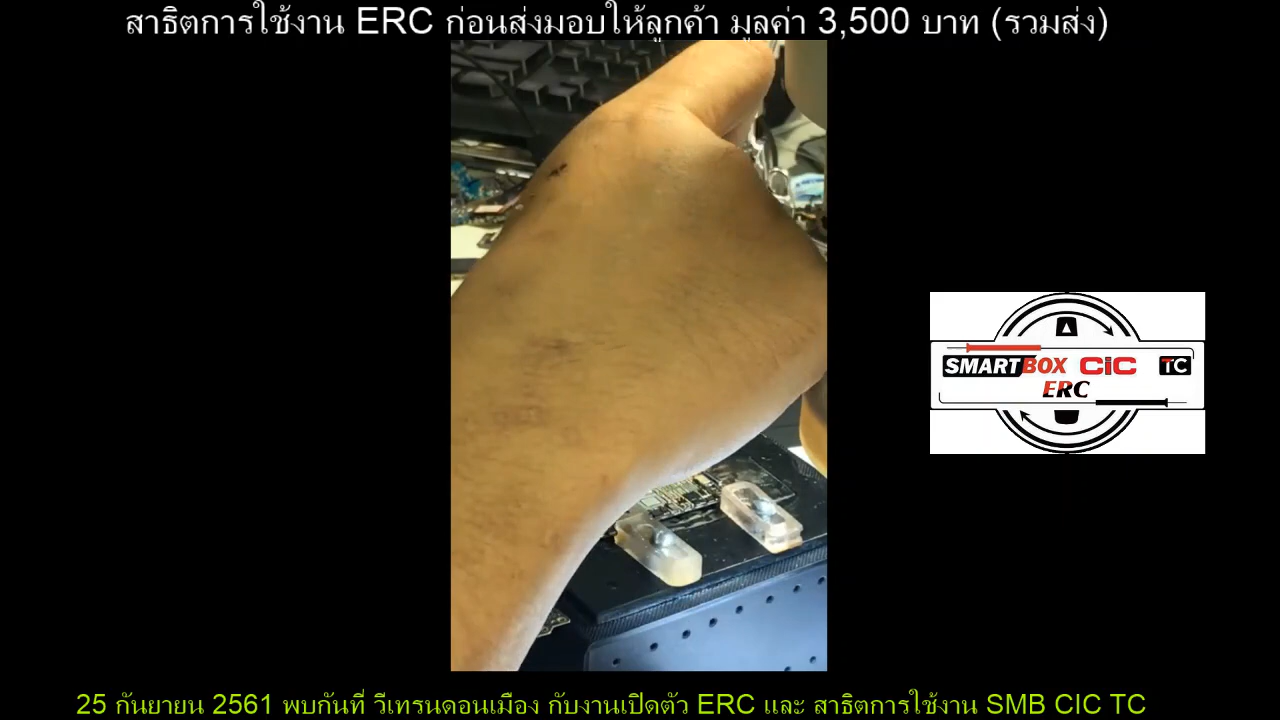 สาธิตการใช้งาน ERC ก่อนส่งมอบให้ลูกค้า มูลค่า 3,500 บาท (รวมส่ง)
SMARTBOX CiC TC
ERC
25 กันยายน 2561 พบกันที่ วีเทรนดอนเมือง กับงานเปิดตัว ERC และ สาธิตการใช้งาน SMB CIC TC